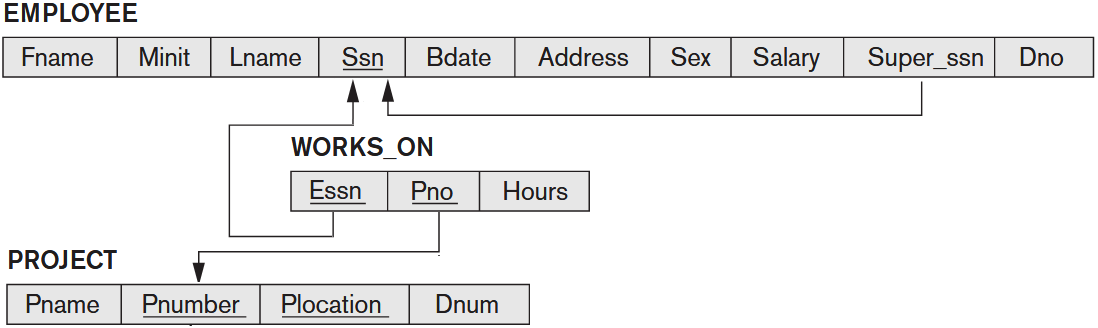 EMPLOYEE
Fname Minit Lname Ssn Bdate Address Sex Salary Super_ssn Dno
WORKS_ON
Essn Pno Hours
PROJECT
Pname Pnumber Plocation Dnum